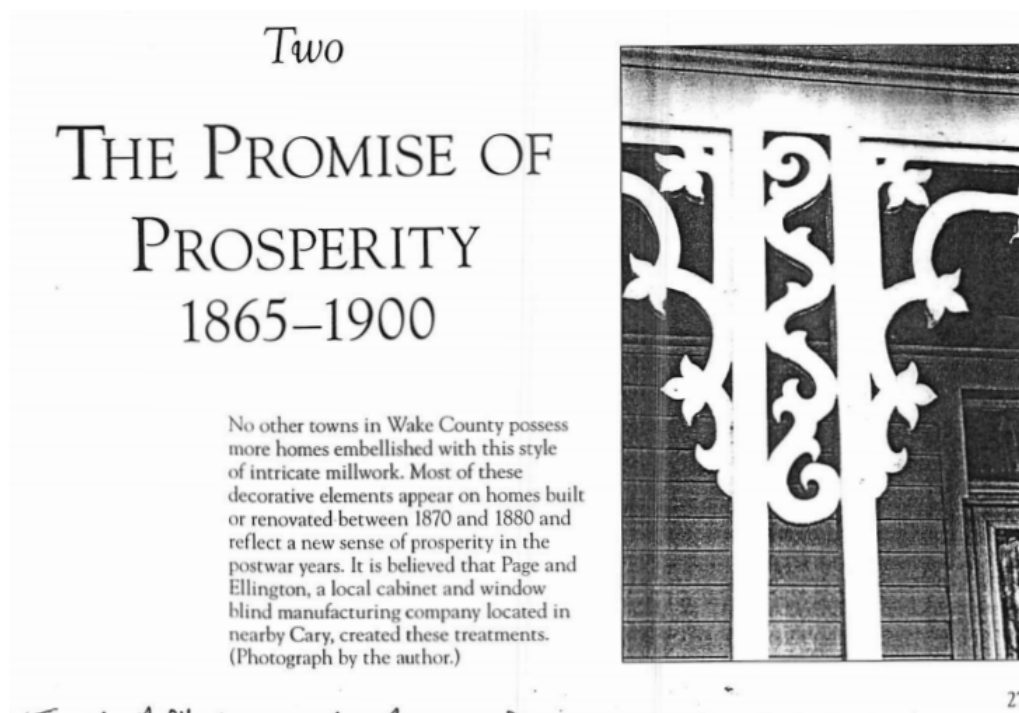 Two
THE PROMISE OF
PROSPERITY
1865–1900
No other towns in Wake County possess
more homes embellished with this style
of intricate millwork. Most of these
decorative elements appear on homes built
or renovated between 1870 and 1880 and
reflect a new sense of prosperity in the
postwar years. It is believed that Page and
Ellington, a local cabinet and window
blind manufacturing company located in
nearby Cary, created these treatments.
(Photograph by the author.)